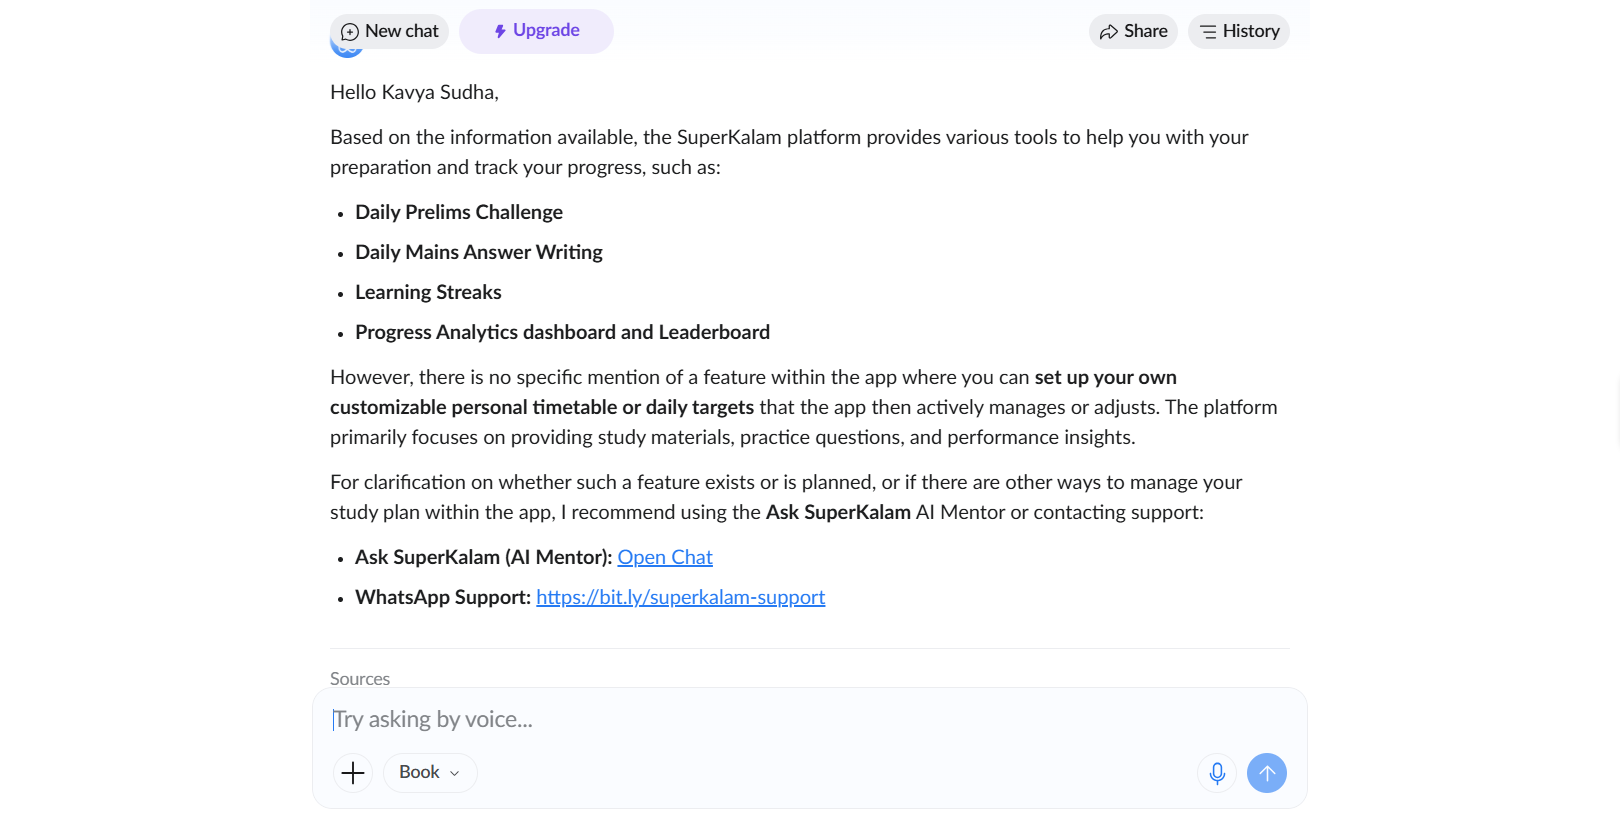 New chat
Upgrade
Share
History
Hello Kavya Sudha,
Based on the information available, the SuperKalam platform provides various tools to help you with your
preparation and track your progress, such as:
• Daily Prelims Challenge
• Daily Mains Answer Writing
• Learning Streaks
• Progress Analytics dashboard and Leaderboard
However, there is no specific mention of a feature within the app where you can set up your own
customizable personal timetable or daily targets that the app then actively manages or adjusts. The platform
primarily focuses on providing study materials, practice questions, and performance insights.
For clarification on whether such a feature exists or is planned, or if there are other ways to manage your
study plan within the app, I recommend using the Ask SuperKalam AI Mentor or contacting support:
• Ask SuperKalam (AI Mentor): Open Chat
• WhatsApp Support: https://bit.ly/superkalam-support
Sources
Try asking by voice...
Book